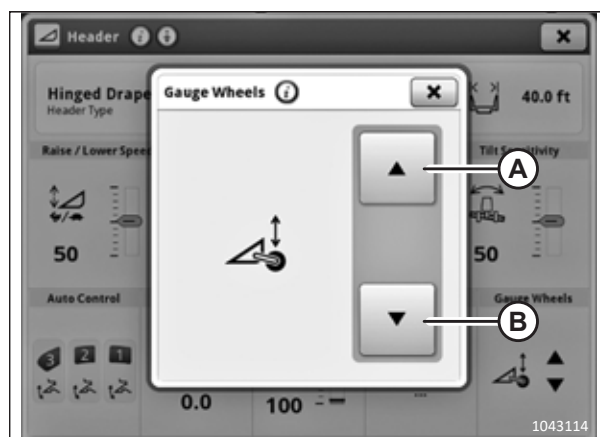 Header
Hinged Drape
Header Type
40.0 ft
Gauge Wheels
Raise / Lower Speed
Tilt Sensitivity
A
50
50
Auto Control
Gauge Wheels
B
3 2 1
0.0
100
...
1043114